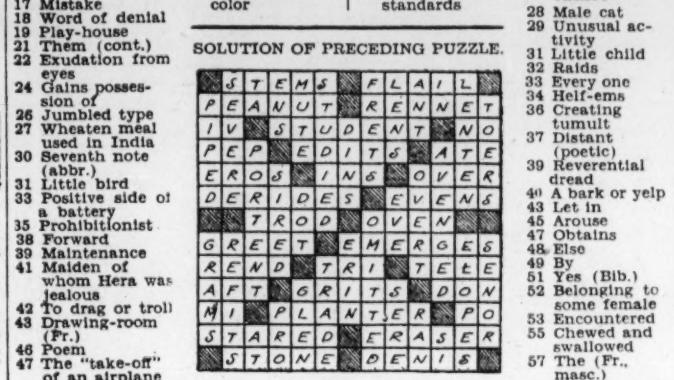 17 Mistake
18 Word of denial
19 Play-house
21 Them (cont.)
22 Exudation from
eyes
24 Gains posses-
sion of
26 Jumbled type
27 Wheaten meal
used in India
30 Seventh note
(abbr.)
31 Little bird
33 Positive side of
a battery
35 Prohibitionist
38 Forward
39 Maintenance
41 Maiden of
whom Hera was
jealous
42 To drag or troll
43 Drawing-room
(Fr.)
46 Poem
47 The "take-off"
of an airplane
color
standards
SOLUTION OF PRECEDING PUZZLE.
STEMS FLAIL
PEANUT RENNET
IV STUDENT NO
PEP EDITS ATE
EROS INS OVER
DERIDES EVENS
TROD OVEN
GREET EMERGES
REND TRI TELE
AFT GRITS DON
MI PLANTER PO
STARED ERASER
STONE DENIS
28 Male cat
29 Unusual ac-
tivity
31 Little child
32 Raids
33 Every one
34 Half-ems
36 Creating
tumult
37 Distant
(poetic)
39 Reverential
dread
40 A bark or yelp
43 Let in
45 Arouse
47 Obtains
48 Else
49 By
51 Yes (Bib.)
52 Belonging to
some female
53 Encountered
55 Chewed and
swallowed
57 The (Fr.,
masc.)